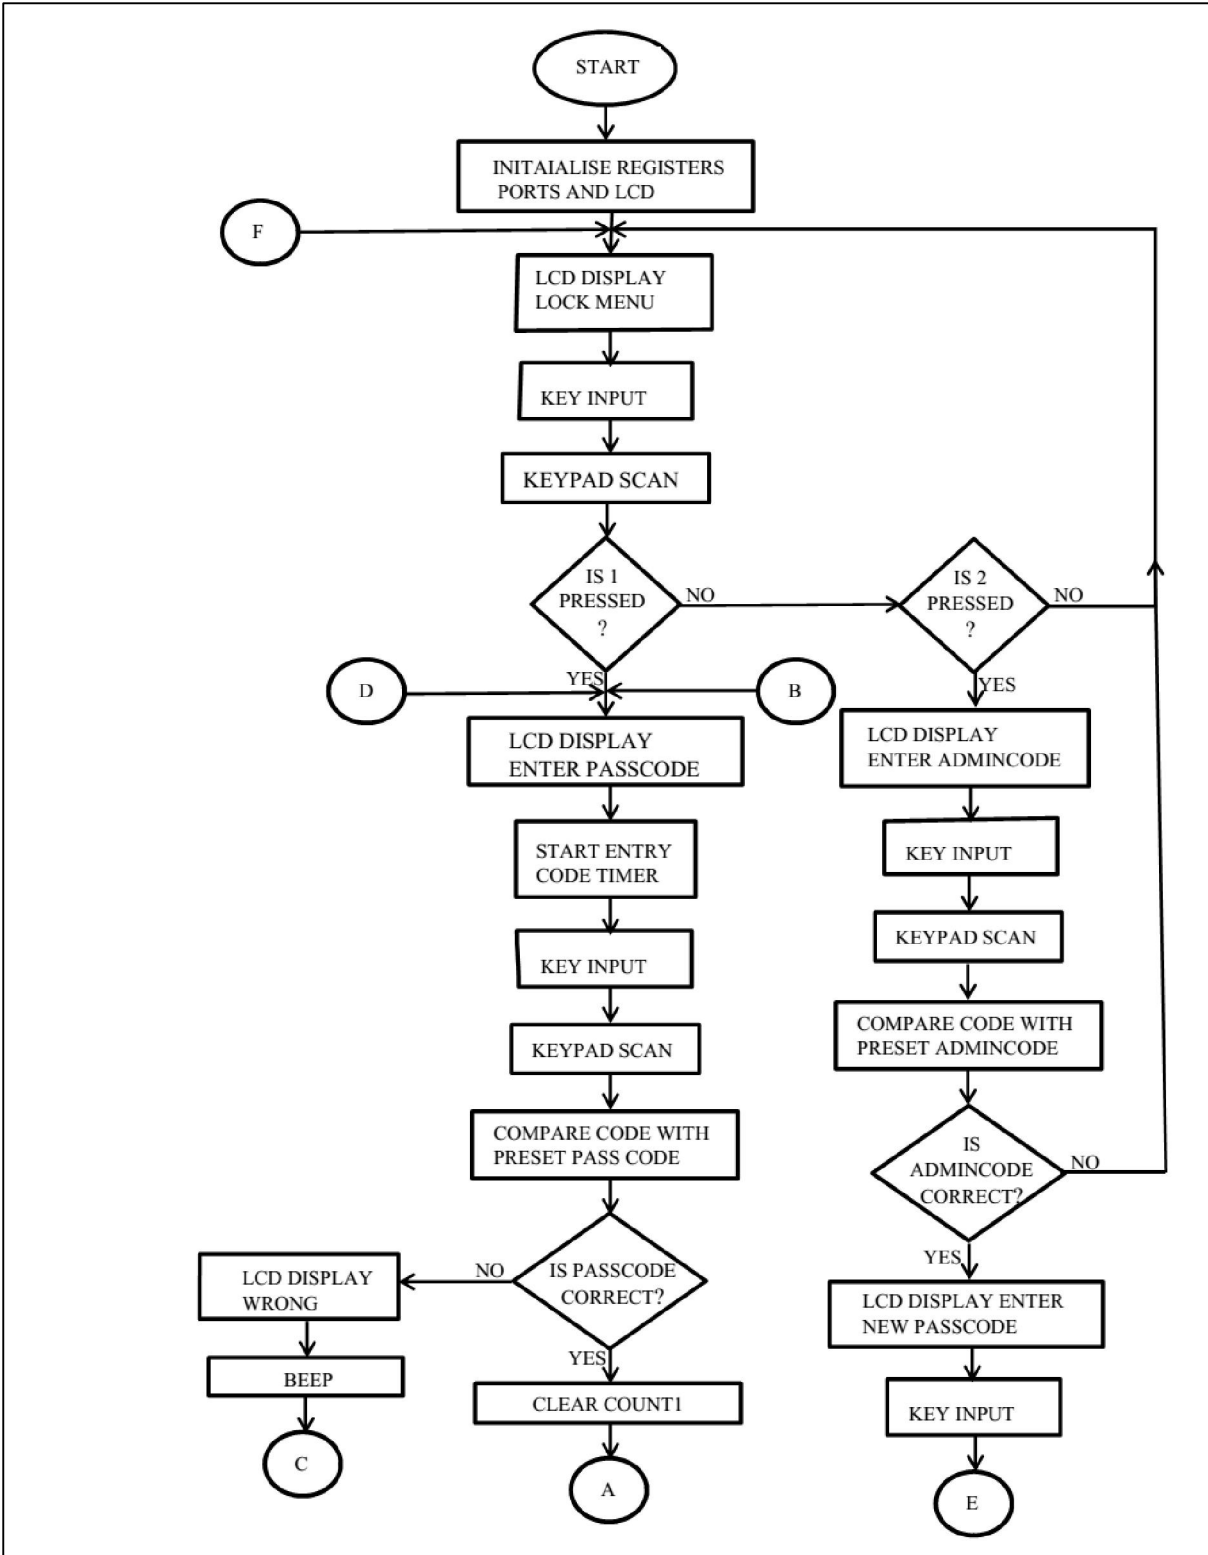 START
INITAIALISE REGISTERS
PORTS AND LCD
F
LCD DISPLAY
LOCK MENU
KEY INPUT
KEYPAD SCAN
IS 1
PRESSED
?
NO
IS 2
PRESSED
?
NO
YES
YES
D
B
LCD DISPLAY
ENTER PASSCODE
LCD DISPLAY
ENTER ADMINCODE
START ENTRY
CODE TIMER
KEY INPUT
KEY INPUT
KEYPAD SCAN
KEYPAD SCAN
COMPARE CODE WITH
PRESET ADMINCODE
COMPARE CODE WITH
PRESET PASS CODE
IS
ADMINCODE
CORRECT?
NO
YES
IS PASSCODE
CORRECT?
NO
YES
LCD DISPLAY
WRONG
LCD DISPLAY ENTER
NEW PASSCODE
BEEP
CLEAR COUNT1
KEY INPUT
C
A
E